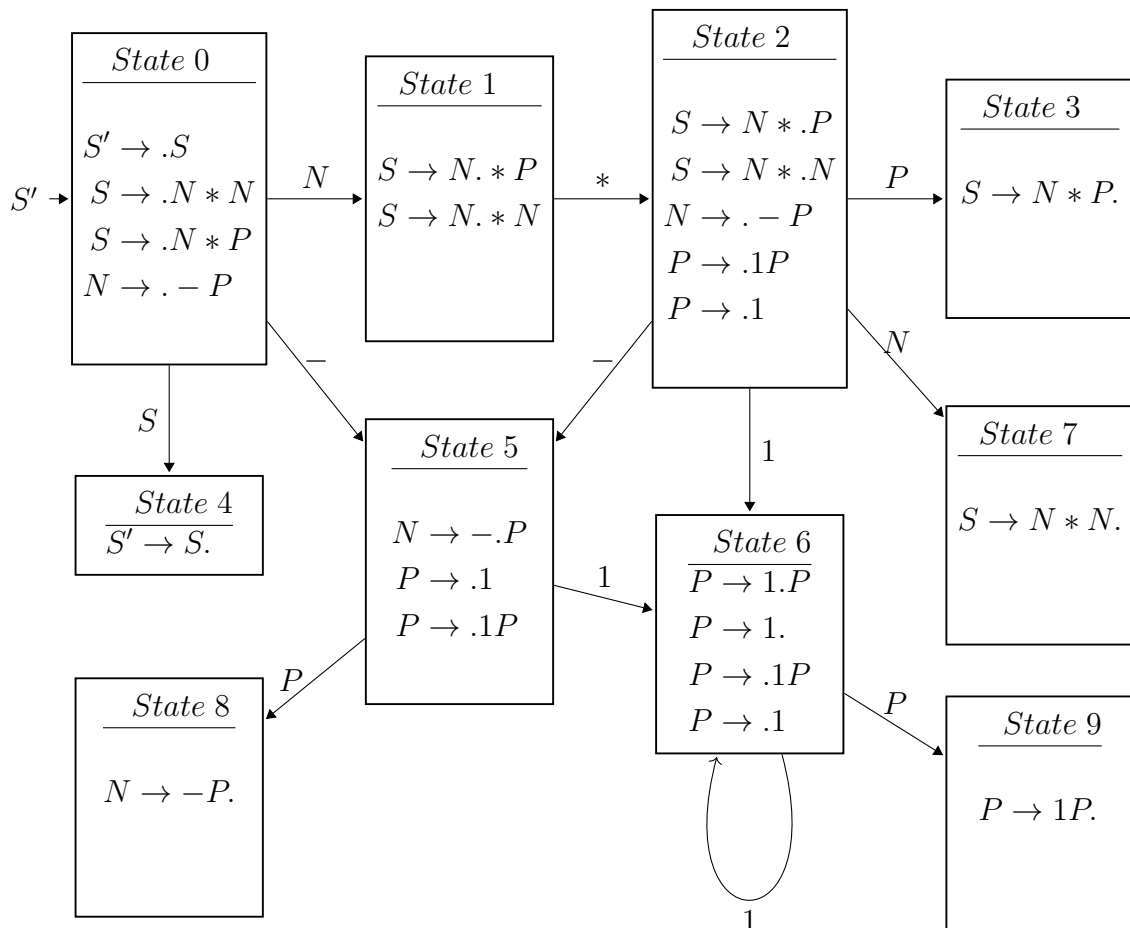 State 0
S' → .S
S → .N * N
S → .N * P
N → . − P
State 1
S → N. * P
S → N. * N
State 2
S → N * .P
S → N * .N
N → . − P
P → .1P
P → .1
State 3
S → N * P.
S'
N
*
P
−
−
N
S
1
State 4
S' → S.
State 5
N → −.P
P → .1
P → .1P
1
State 6
P → 1.P
P → 1.
P → .1P
P → .1
State 7
S → N * N.
P
P
State 8
N → −P.
State 9
P → 1P.
1